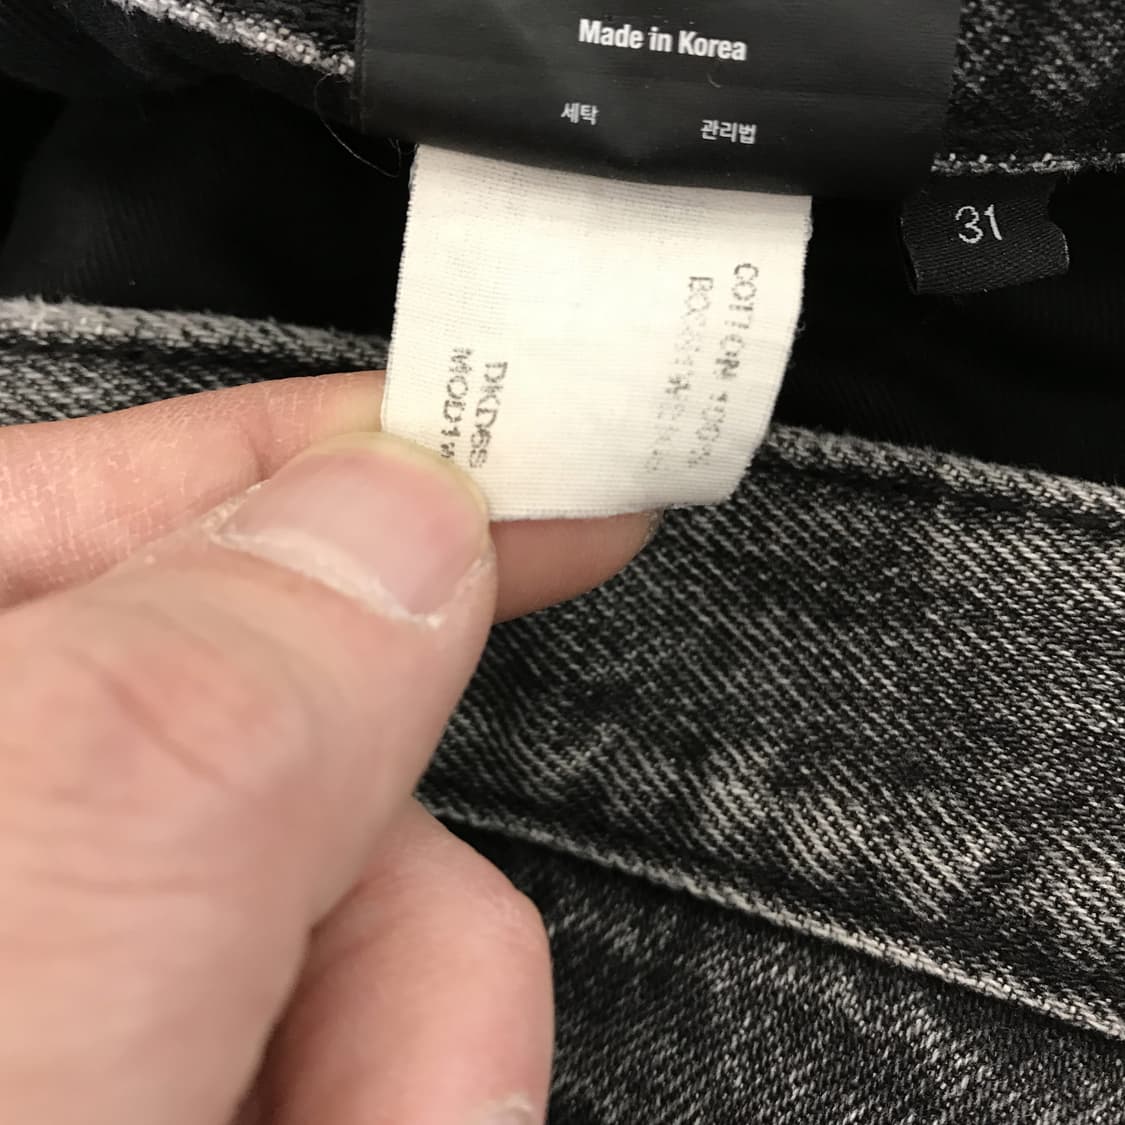 Made in Korea
세탁 관리법
31
COTTON 100%
DKD6S